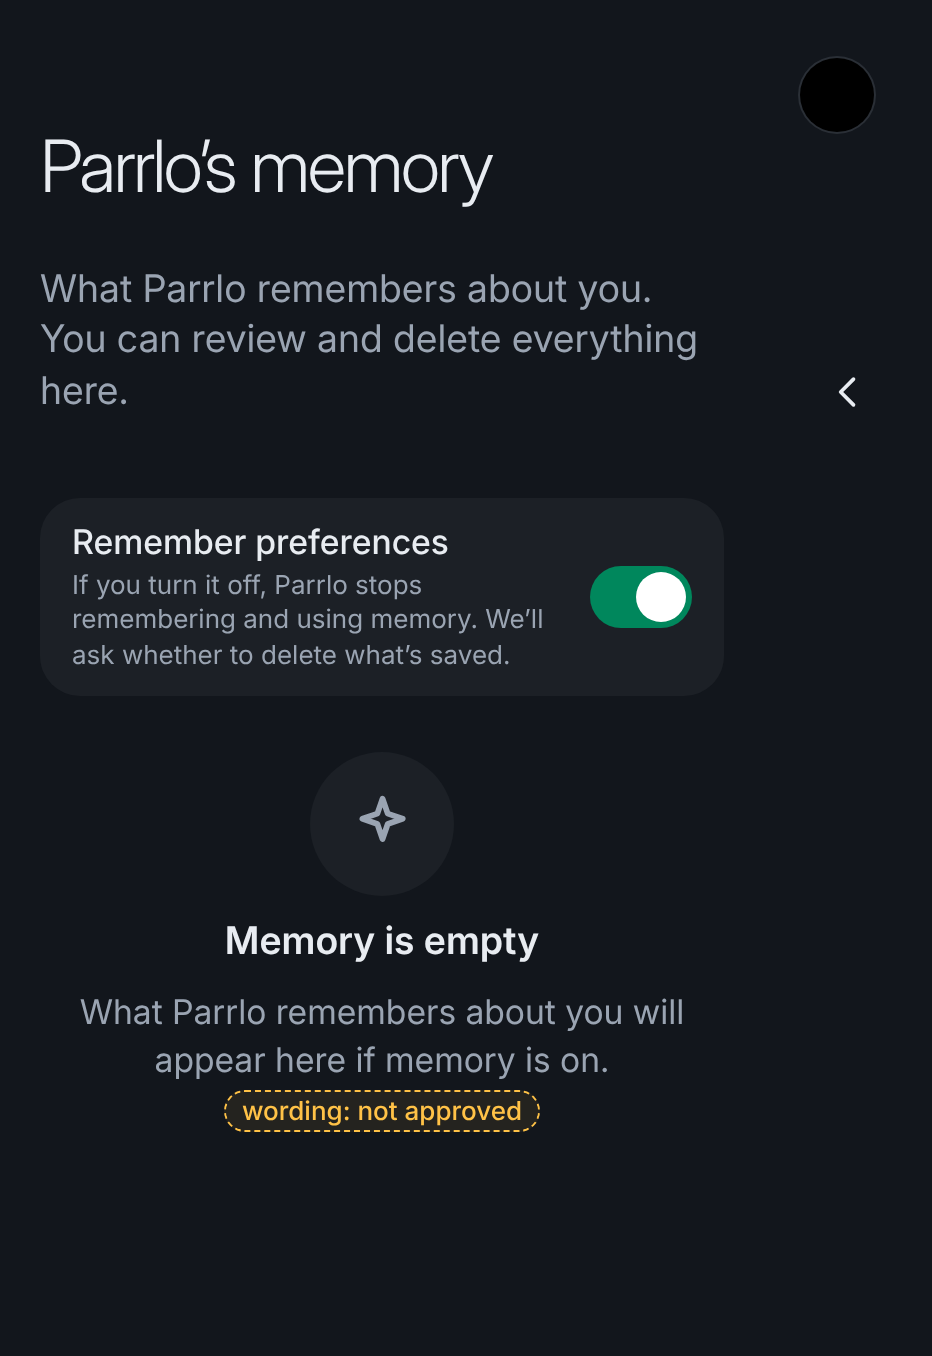 Parrlo’s memory
What Parrlo remembers about you.
You can review and delete everything
here.
Remember preferences
If you turn it off, Parrlo stops
remembering and using memory. We’ll
ask whether to delete what’s saved.
Memory is empty
What Parrlo remembers about you will
appear here if memory is on.
wording: not approved